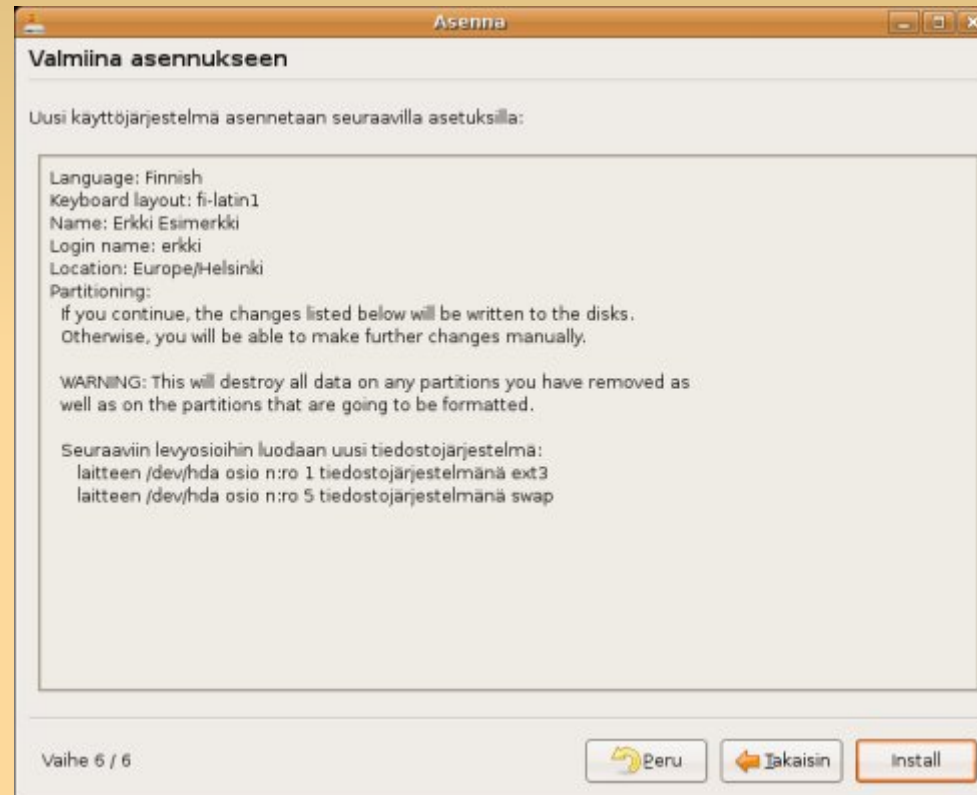 Asenna
Valmiina asennukseen
Uusi käyttöjärjestelmä asennetaan seuraavilla asetuksilla:
Language: Finnish
Keyboard layout: fi-latin1
Name: Erkki Esimerkki
Login name: erkki
Location: Europe/Helsinki
Partitioning:
If you continue, the changes listed below will be written to the disks.
Otherwise, you will be able to make further changes manually.
WARNING: This will destroy all data on any partitions you have removed as
well as on the partitions that are going to be formatted.
Seuraaviin levyosioihin luodaan uusi tiedostojärjestelmä:
laitteen /dev/hda osio n:ro 1 tiedostojärjestelmänä ext3
laitteen /dev/hda osio n:ro 5 tiedostojärjestelmänä swap
Vaihe 6 / 6
Peru
Takaisin
Install